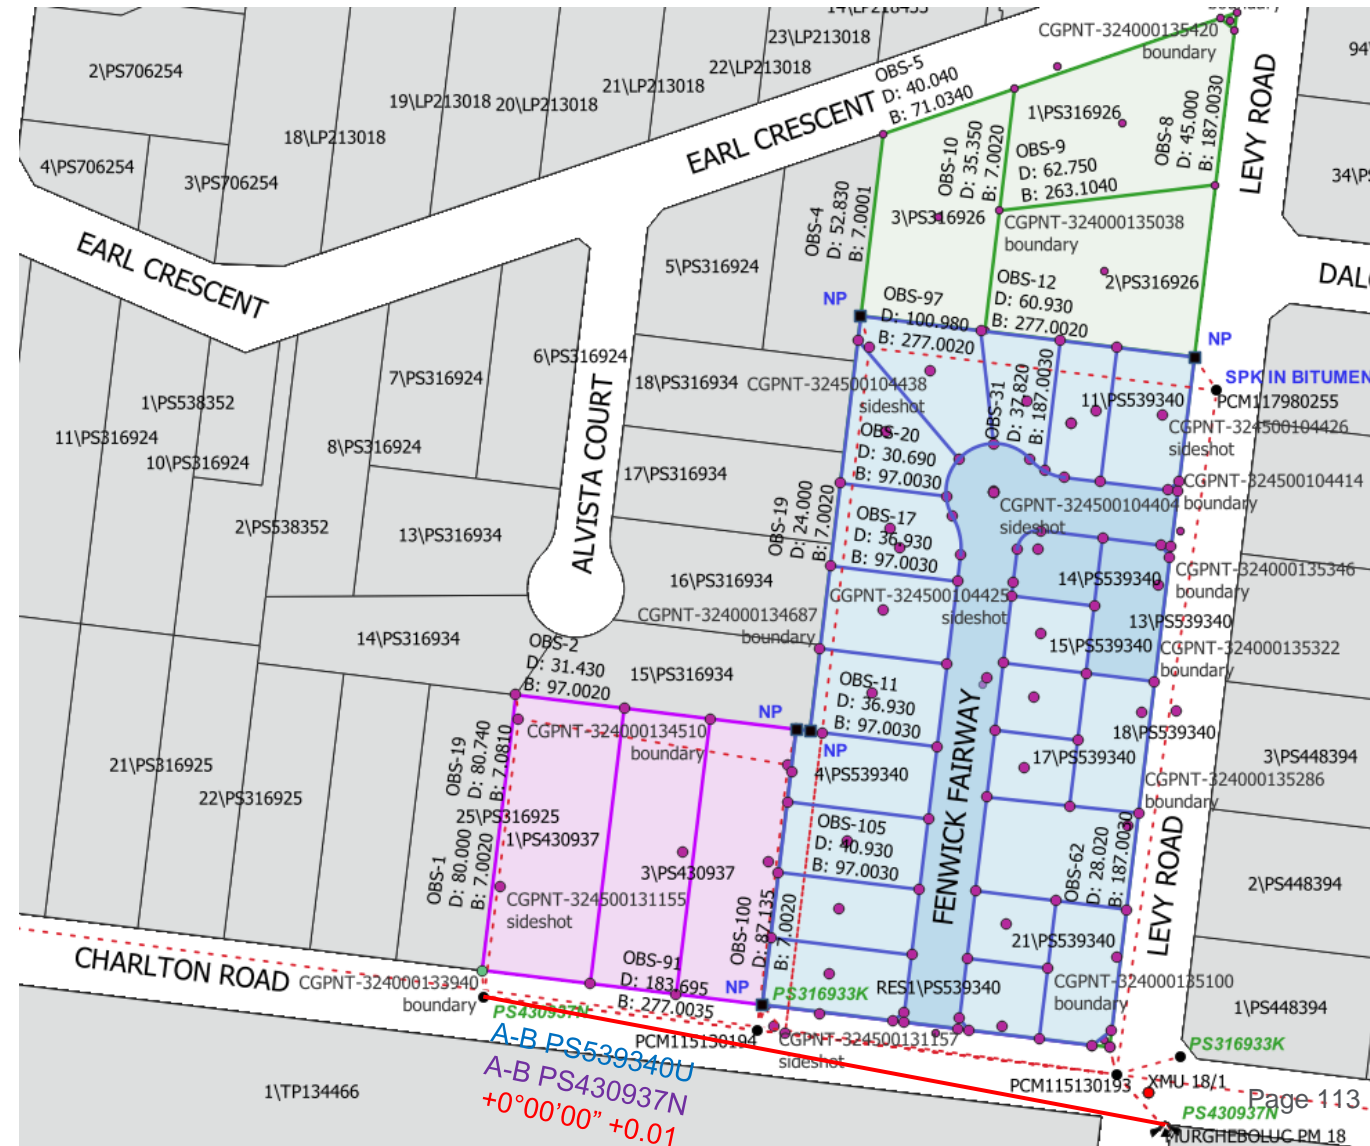 boundary
14\LP218433
23\LP213018
CGPNT-324000135420
boundary
94\
2\PS706254
22\LP213018
21\LP213018
19\LP213018
20\LP213018
18\LP213018
OBS-5
D: 40.040
B: 71.0340
EARL CRESCENT
1\PS316926
OBS-8
D: 45.000
B: 187.0030
LEVY ROAD
4\PS706254
3\PS706254
OBS-10
D: 35.350
B: 7.0020
OBS-9
D: 62.750
B: 263.1040
34\PS
OBS-4
D: 52.830
B: 7.0001
3\PS316926
CGPNT-324000135038
boundary
EARL CRESCENT
5\PS316924
OBS-12
D: 60.930
B: 277.0020
2\PS316926
NP
OBS-97
D: 100.980
B: 277.0020
NP
6\PS316924
7\PS316924
18\PS316934
CGPNT-324500104438
sideshot
OBS-31
D: 37.820
B: 187.0030
11\PS539340
SPK IN BITUMEN
PCM117980255
1\PS538352
11\PS316924
10\PS316924
8\PS316924
ALVISTA COURT
OBS-20
D: 30.690
B: 97.0030
CGPNT-324500104426
sideshot
17\PS316934
CGPNT-324500104414
boundary
2\PS538352
13\PS316934
OBS-19
D: 24.000
B: 7.0020
OBS-17
D: 36.930
B: 97.0030
CGPNT-324500104404
sideshot
16\PS316934
CGPNT-324500104425
sideshot
14\PS539340
CGPNT-324000135346
boundary
CGPNT-324000134687
boundary
13\PS539340
14\PS316934
OBS-2
D: 31.430
B: 97.0020
15\PS316934
15\PS539340
CGPNT-324000135322
boundary
OBS-11
D: 36.930
B: 97.0030
NP
NP
CGPNT-324000134510
boundary
FENWICK FAIRWAY
18\PS539340
21\PS316925
22\PS316925
OBS-19
D: 80.740
B: 7.0810
4\PS539340
17\PS539340
3\PS448394
CGPNT-324000135286
boundary
25\PS316925
1\PS430937
OBS-1
D: 80.000
B: 7.0020
3\PS430937
OBS-105
D: 40.930
B: 97.0030
OBS-62
D: 28.020
B: 187.0030
LEVY ROAD
2\PS448394
CGPNT-324500131155
sideshot
OBS-100
D: 87.135
B: 7.0020
21\PS539340
CHARLTON ROAD
CGPNT-324000133940
boundary
OBS-91
D: 183.695
B: 277.0035
NP
PS316933K
RES1\PS539340
CGPNT-324000135100
boundary
1\PS448394
PS430937N
PCM115130194
CGPNT-324500131157
sideshot
PS316933K
A-B PS539340U
A-B PS430937N
+0°00'00" +0.01
1\TP134466
PCM115130193
XMU 18/1
Page 113
PS430937N
MURGHEBOLUC PM 18